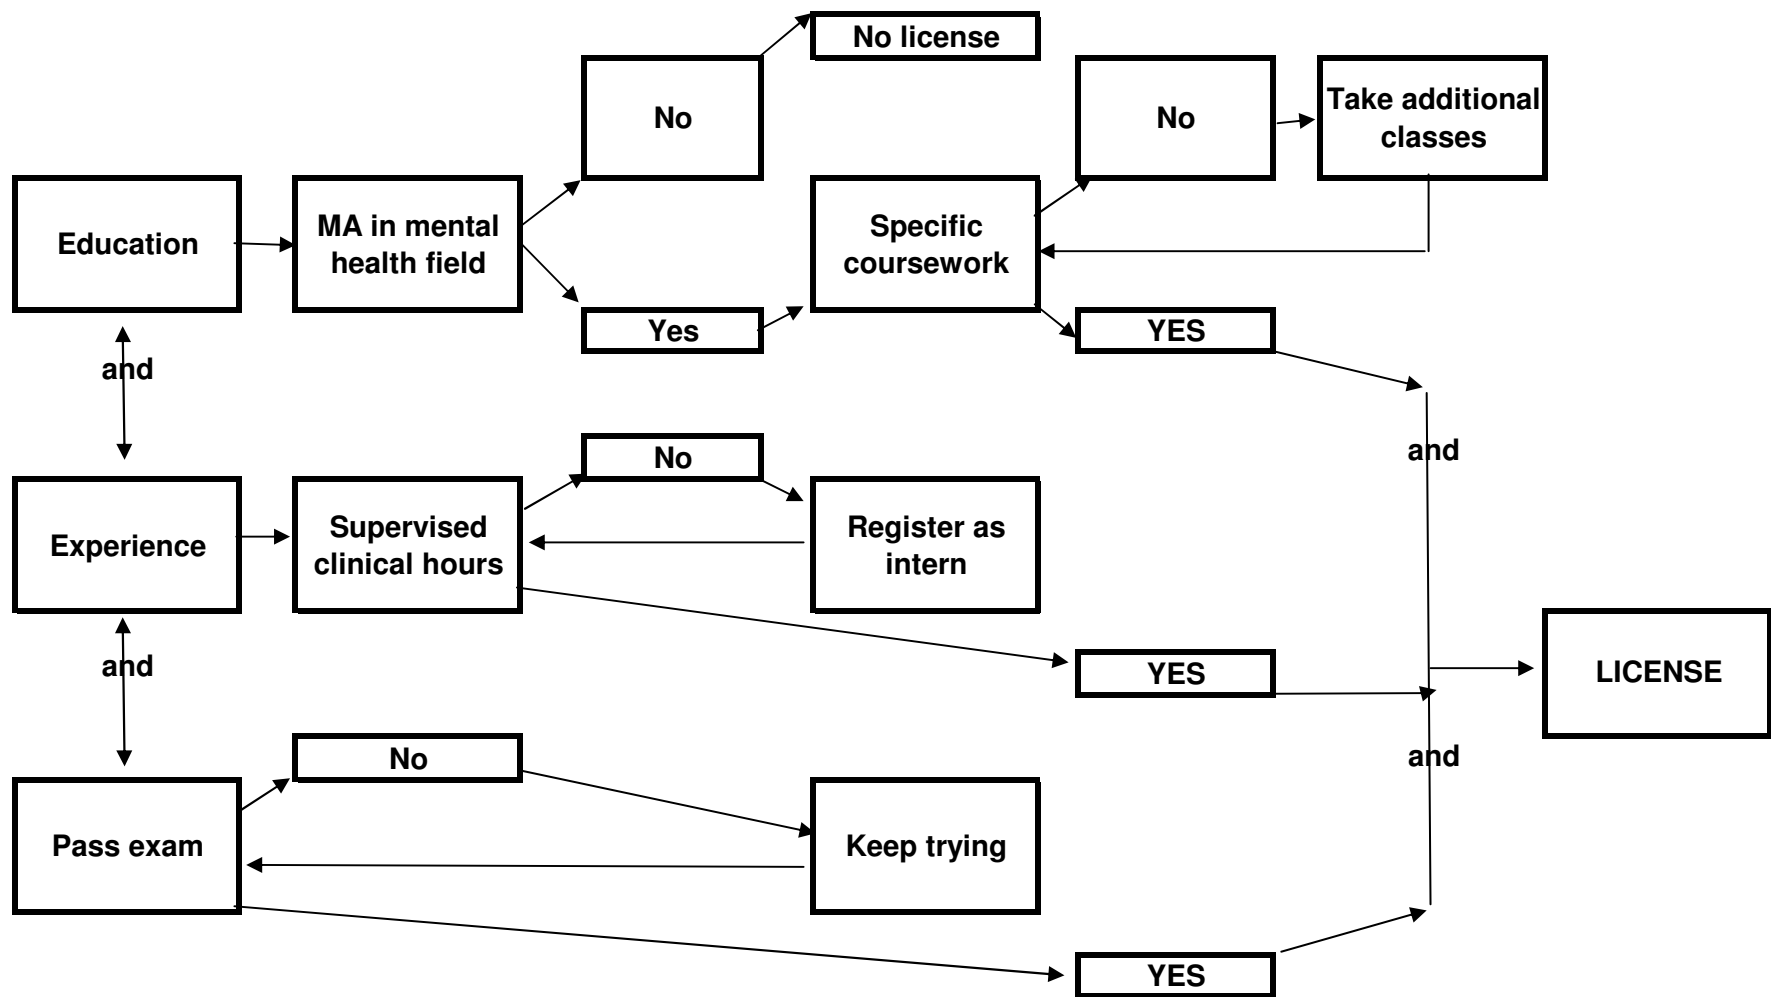 No license
No
No
Take additional
classes
Education
MA in mental
health field
Specific
coursework
Yes
YES
and
and
No
Experience
Supervised
clinical hours
Register as
intern
and
YES
LICENSE
No
and
Pass exam
Keep trying
YES